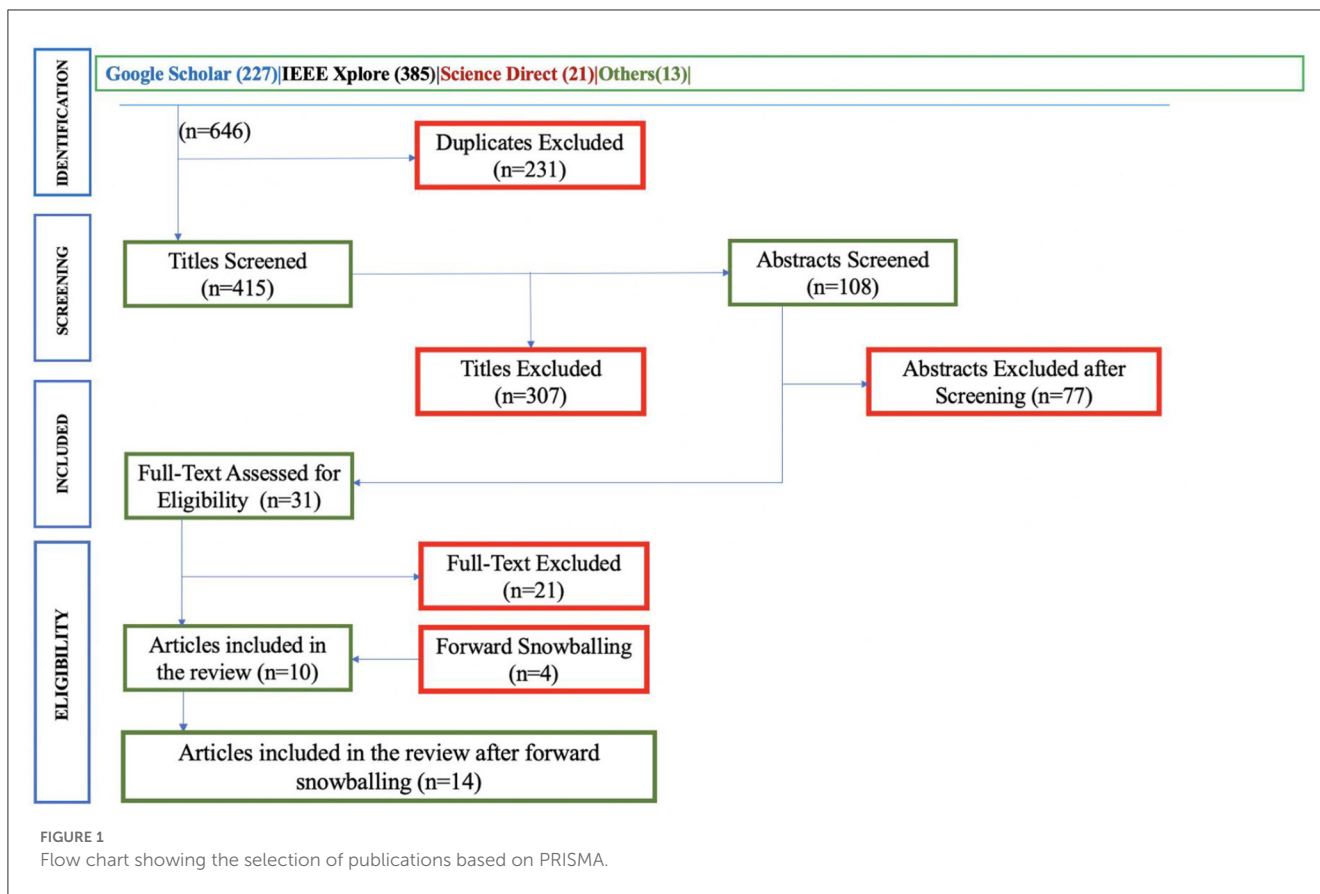 IDENTIFICATION
Google Scholar (227)|IEEE Xplore (385)|Science Direct (21)|Others(13)|
(n=646)
Duplicates Excluded
(n=231)
SCREENING
Titles Screened
(n=415)
Abstracts Screened
(n=108)
Titles Excluded
(n=307)
Abstracts Excluded after
Screening (n=77)
INCLUDED
Full-Text Assessed for
Eligibility (n=31)
ELIGIBILITY
Full-Text Excluded
(n=21)
Articles included in
the review (n=10)
Forward Snowballing
(n=4)
Articles included in the review after forward
snowballing (n=14)
FIGURE 1
Flow chart showing the selection of publications based on PRISMA.